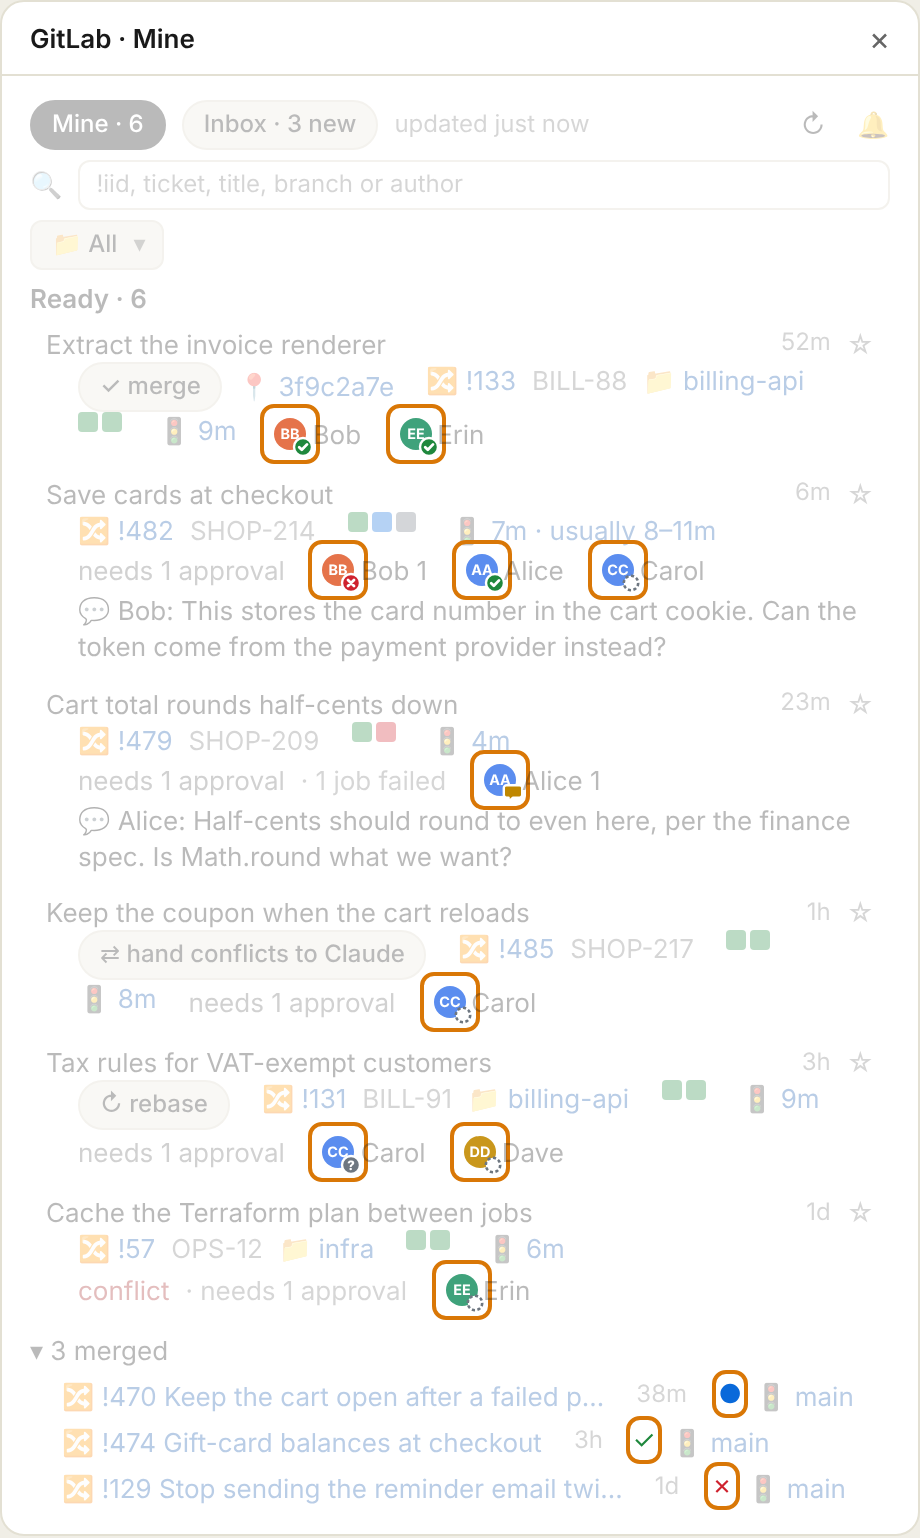 GitLab · Mine ×
Mine · 6 Inbox · 3 new updated just now
!iid, ticket, title, branch or author
All ▾
Ready · 6
Extract the invoice renderer 52m
✓ merge 3f9c2a7e !133 BILL-88 billing-api
9m BB Bob EE Erin
Save cards at checkout 6m
!482 SHOP-214 7m · usually 8–11m
needs 1 approval BB Bob 1 AA Alice CC Carol
Bob: This stores the card number in the cart cookie. Can the
token come from the payment provider instead?
Cart total rounds half-cents down 23m
!479 SHOP-209 4m
needs 1 approval · 1 job failed AA Alice 1
Alice: Half-cents should round to even here, per the finance
spec. Is Math.round what we want?
Keep the coupon when the cart reloads 1h
⇄ hand conflicts to Claude !485 SHOP-217
8m needs 1 approval CC Carol
Tax rules for VAT-exempt customers 3h
↻ rebase !131 BILL-91 billing-api 9m
needs 1 approval CC ? Carol DD Dave
Cache the Terraform plan between jobs 1d
!57 OPS-12 infra 6m
conflict · needs 1 approval EE Erin
▾ 3 merged
!470 Keep the cart open after a failed p... 38m main
!474 Gift-card balances at checkout 3h ✓ main
!129 Stop sending the reminder email twi... 1d × main